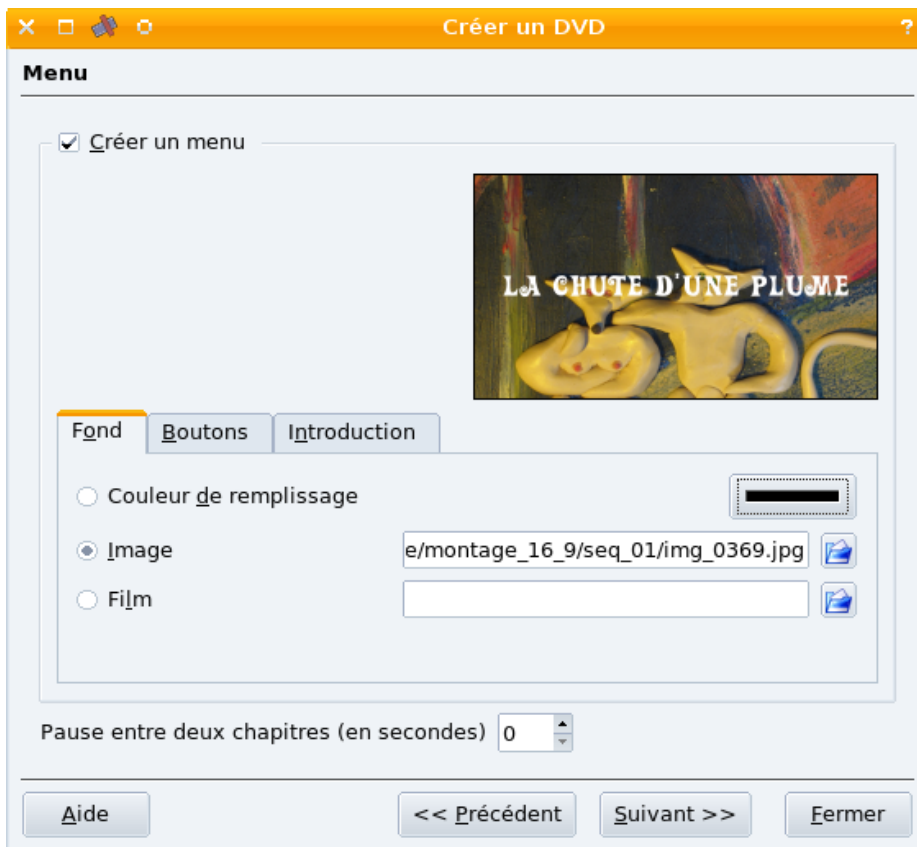 Créer un DVD ?
Menu
Créer un menu
LA CHUTE D'UNE PLUME
Fond Boutons Introduction
Couleur de remplissage
Image e/montage_16_9/seq_01/img_0369.jpg
Film
Pause entre deux chapitres (en secondes) 0
Aide << Précédent Suivant >> Fermer